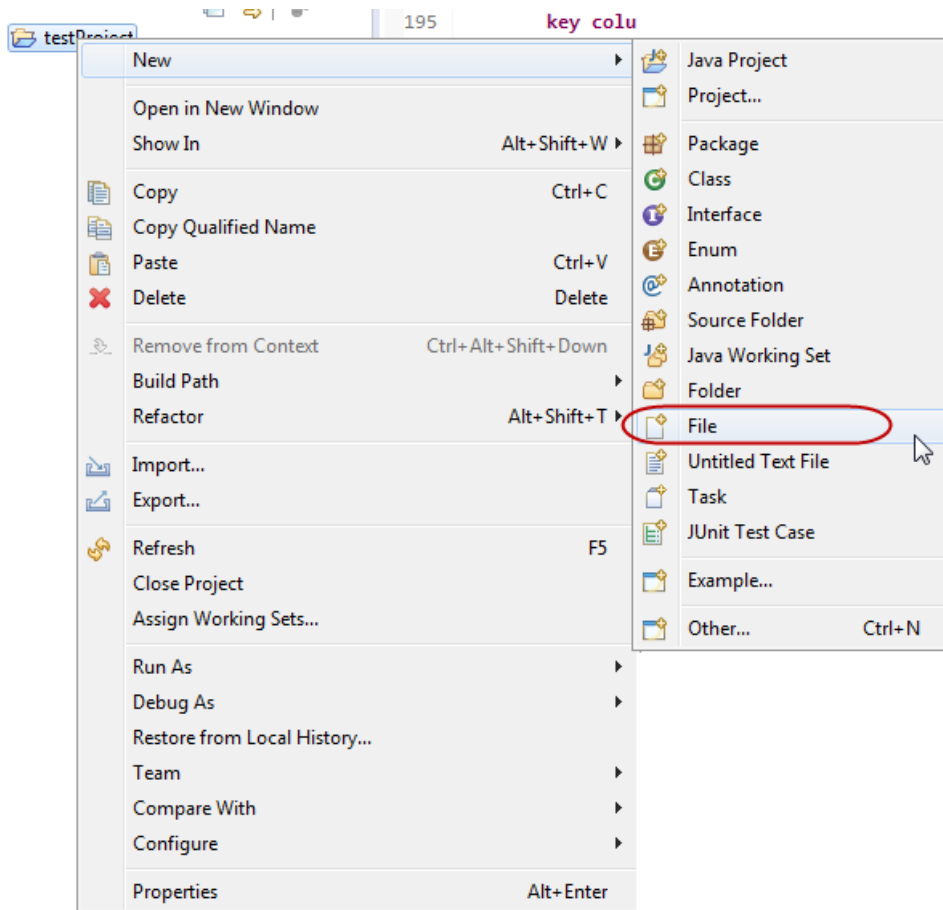 195 key colu
testProject
New
Open in New Window
Show In Alt+Shift+W
Copy Ctrl+C
Copy Qualified Name
Paste Ctrl+V
Delete Delete
Remove from Context Ctrl+Alt+Shift+Down
Build Path
Refactor Alt+Shift+T
Import...
Export...
Refresh F5
Close Project
Assign Working Sets...
Run As
Debug As
Restore from Local History...
Team
Compare With
Configure
Properties Alt+Enter
Java Project
Project...
Package
Class
Interface
Enum
Annotation
Source Folder
Java Working Set
Folder
File
Untitled Text File
Task
JUnit Test Case
Example...
Other... Ctrl+N